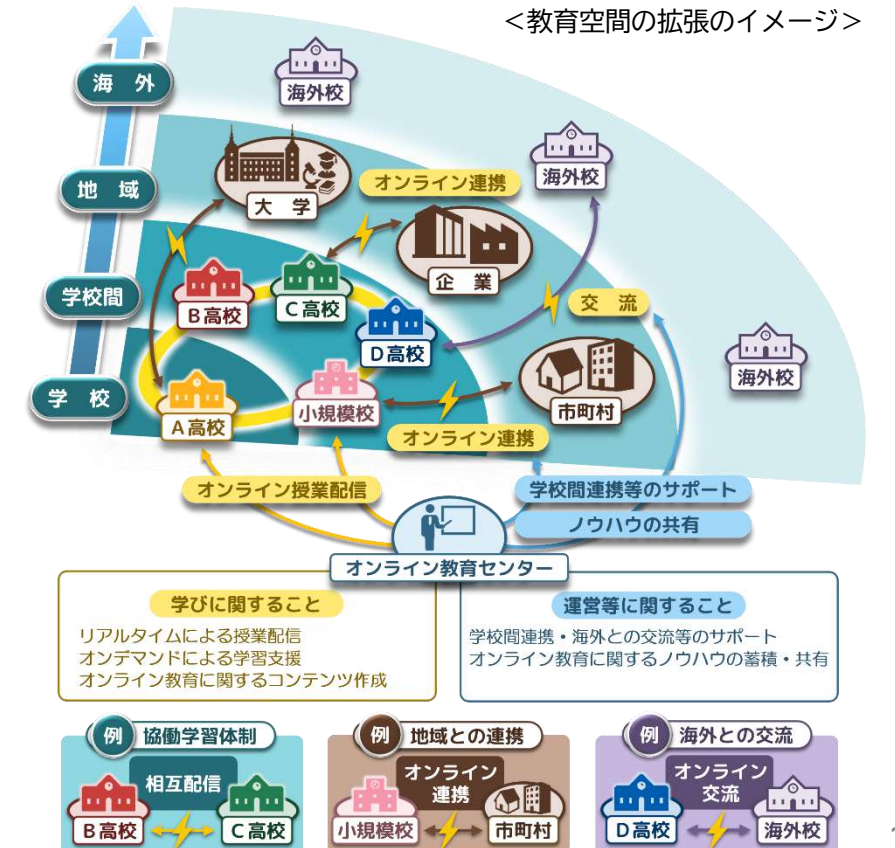 ＜教育空間の拡張のイメージ＞
海　外
海外校
地　域
大　学
オンライン連携
海外校
企　業
学校間
B高校
C高校
交　流
D高校
海外校
学　校
A高校
小規模校
市町村
オンライン連携
オンライン授業配信
学校間連携等のサポート
ノウハウの共有
オンライン教育センター
学びに関すること
リアルタイムによる授業配信
オンデマンドによる学習支援
オンライン教育に関するコンテンツ作成
運営等に関すること
学校間連携・海外との交流等のサポート
オンライン教育に関するノウハウの蓄積・共有
例　協働学習体制
相互配信
B高校
C高校
例　地域との連携
オンライン
連携
小規模校
市町村
例　海外との交流
オンライン
交流
D高校
海外校